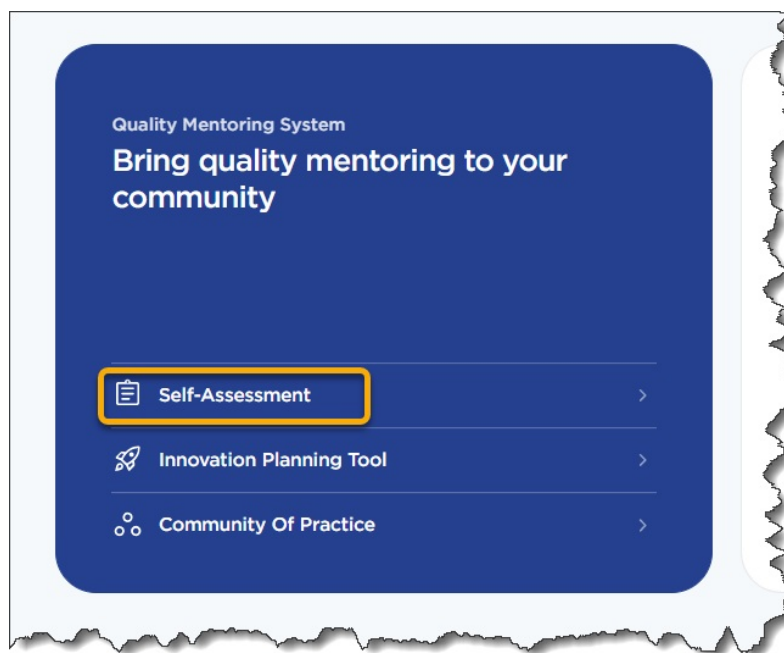 Quality Mentoring System
Bring quality mentoring to your
community
Self-Assessment
Innovation Planning Tool
Community Of Practice